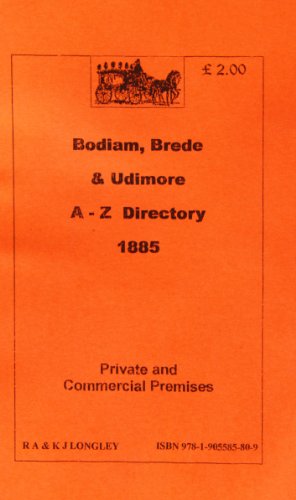 £ 2.00
Bodiam, Brede
& Udimore
A - Z Directory
1885
Private and
Commercial Premises
R A & K J LONGLEY ISBN 978-1-905585-80-9